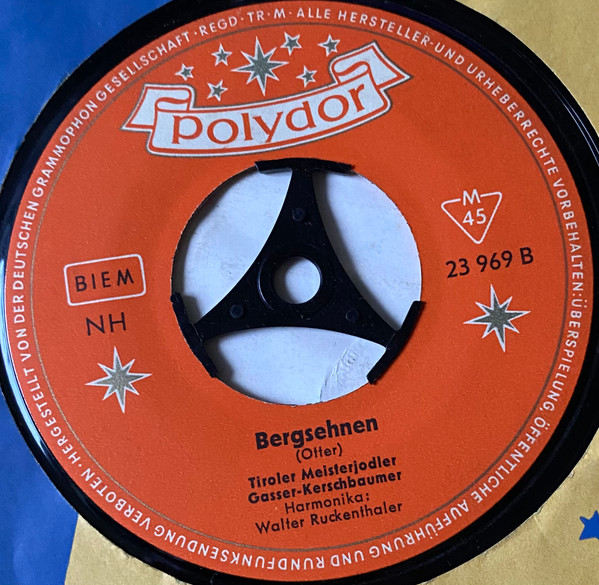 HERGESTELLT VON DER DEUTSCHEN GRAMMOPHON GESELLSCHAFT · REGD · TR · M · ALLE HERSTELLER- UND URHEBERRECHTE VORBEHALTEN: ÜBERSPIELUNG, ÖFFENTLICHE AUFFÜHRUNG UND RUNDFUNKSENDUNG VERBOTEN ·
polydor
M
45
23 969 B
BIEM
NH
Bergsehnen
(Otter)
Tiroler Meisterjodler
Gasser-Kerschbaumer
Harmonika:
Walter Ruckenthaler